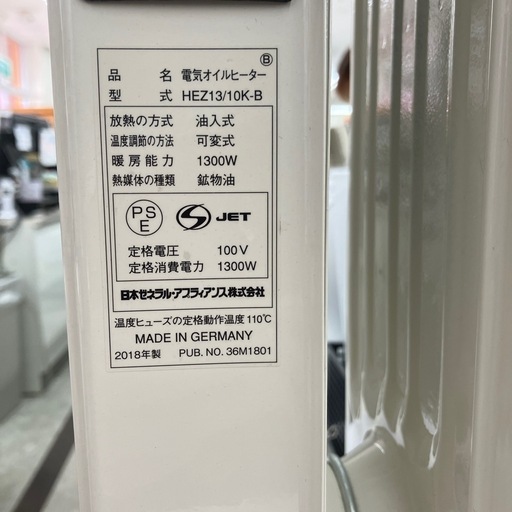 B
品名 電気オイルヒーター
型式 HEZ13/10K-B
放熱の方式 油入式
温度調節の方法 可変式
暖房能力 1300W
熱媒体の種類 鉱物油
PS
E
S JET
定格電圧 100V
定格消費電力 1300W
日本ゼネラル・アプライアンス株式会社
温度ヒューズの定格動作温度110℃
MADE IN GERMANY
2018年製 PUB. NO. 36M1801